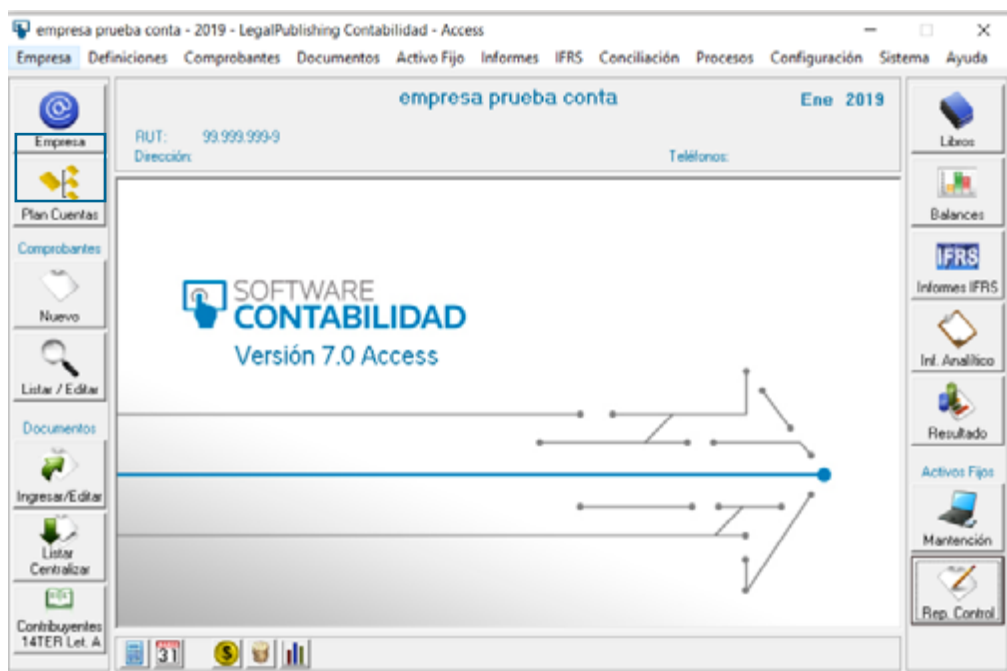 empresa prueba conta - 2019 - LegalPublishing Contabilidad - Access
Empresa Definiciones Comprobantes Documentos Activo Fijo Informes IFRS Conciliación Procesos Configuración Sistema Ayuda
empresa prueba conta Ene 2019
RUT: 99.999.999-9
Dirección: Teléfonos:
Empresa
Plan Cuentas
Comprobantes
Nuevo
Listar / Editar
Documentos
Ingresar/Editar
Listar
Centralizar
Contribuyentes
14TER Let. A
SOFTWARE
CONTABILIDAD
Versión 7.0 Access
31
$
Libros
Balances
IFRS
Informes IFRS
Inf. Analítico
Resultado
Activos Fijos
Mantención
Rep. Control